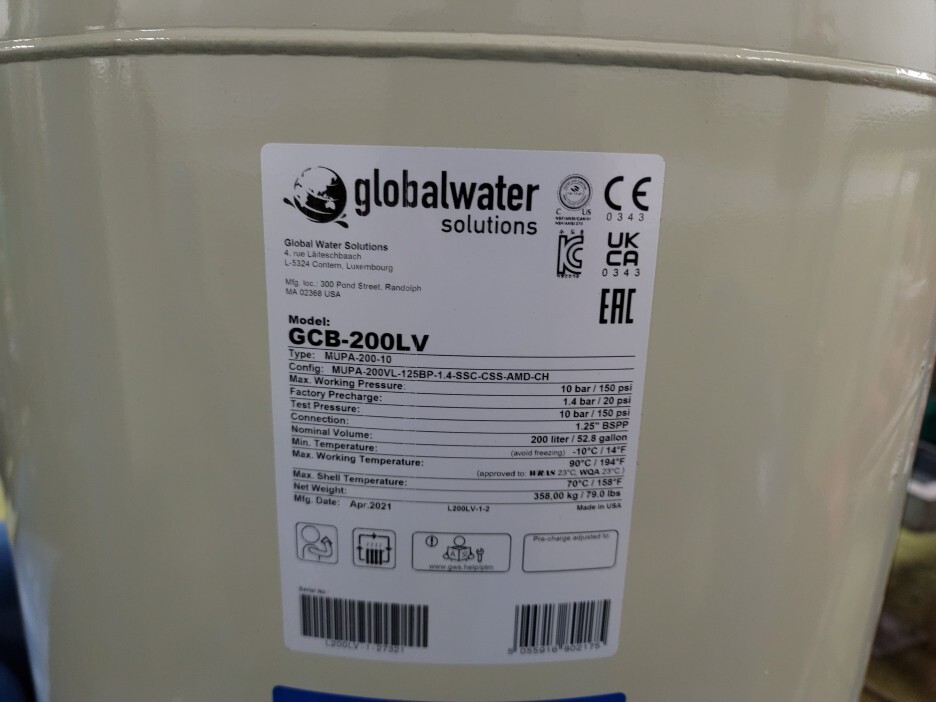 globalwater
solutions
C US
CE
0343
UK
CA
0343
EAC
Global Water Solutions
4, rue Läiteschbaach
L-5324 Contern, Luxembourg
Mfg. loc.: 300 Pond Street, Randolph
MA 02368 USA
Model:
GCB-200LV
Type: MUPA-200-10
Config: MUPA-200VL-125BP-1.4-SSC-CSS-AMD-CH
Max. Working Pressure: 10 bar / 150 psi
Factory Precharge: 1.4 bar / 20 psi
Test Pressure: 10 bar / 150 psi
Connection: 1.25" BSPP
Nominal Volume: 200 liter / 52.8 gallon
Min. Temperature: (avoid freezing) -10°C / 14°F
Max. Working Temperature: 90°C / 194°F
(approved to: WRAS 23°C, WQA 23°C)
Max. Shell Temperature: 70°C / 158°F
Net Weight: 358,00 kg / 79.0 lbs
Mfg. Date: Apr.2021 L200LV-1-2 Made in USA
www.gws.help/plm
Pre-charge adjusted to:
Serial no
L200LV-1-27321
5 055916 902175